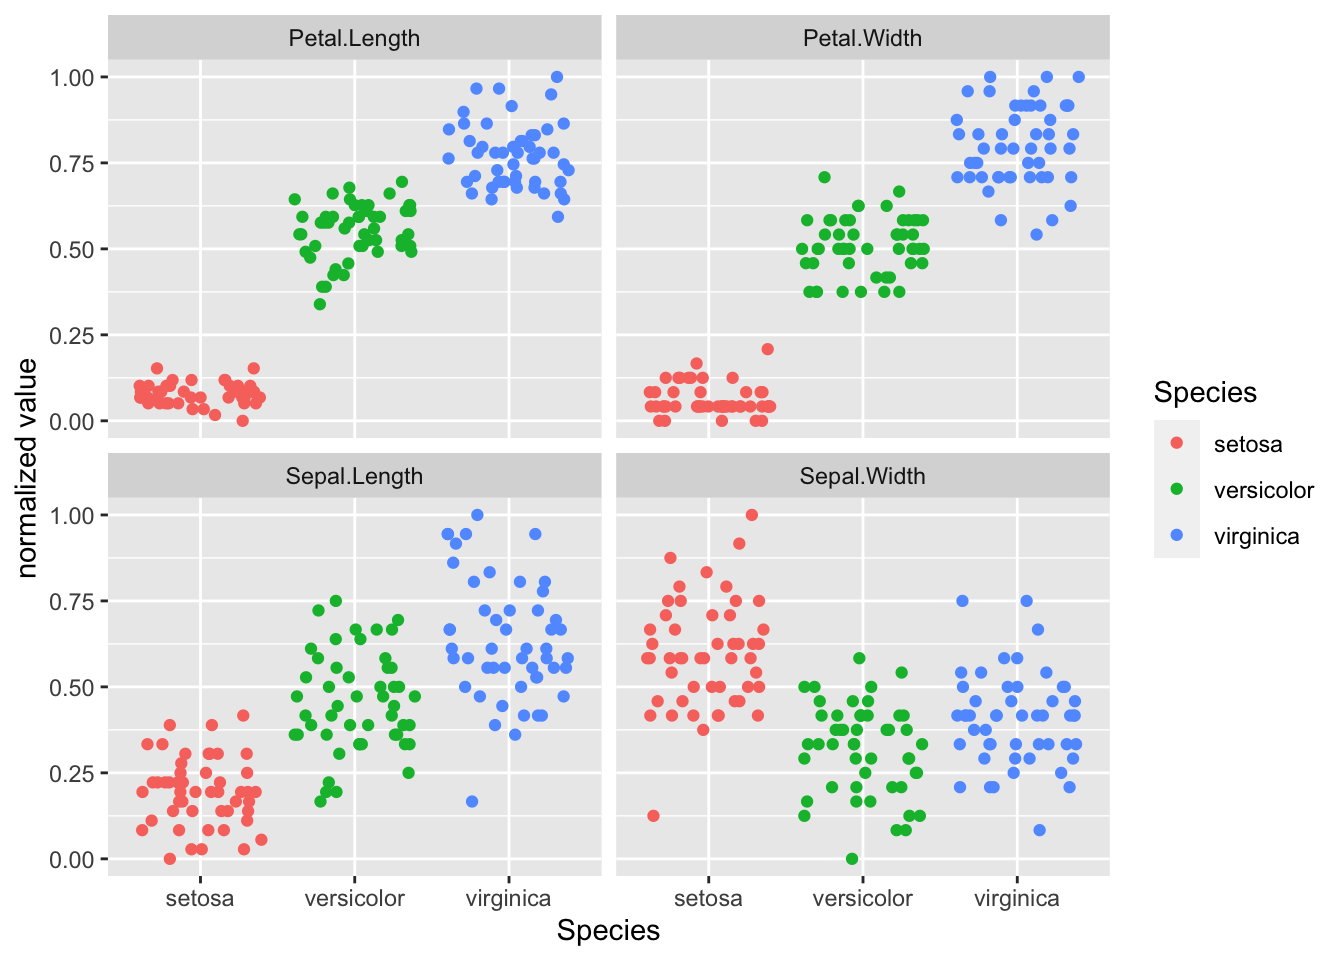 Petal.Length
Petal.Width
1.00
0.75
0.50
0.25
0.00
Sepal.Length
Sepal.Width
1.00
0.75
0.50
0.25
0.00
setosa
versicolor
virginica
setosa
versicolor
virginica
Species
normalized value
Species
setosa
versicolor
virginica